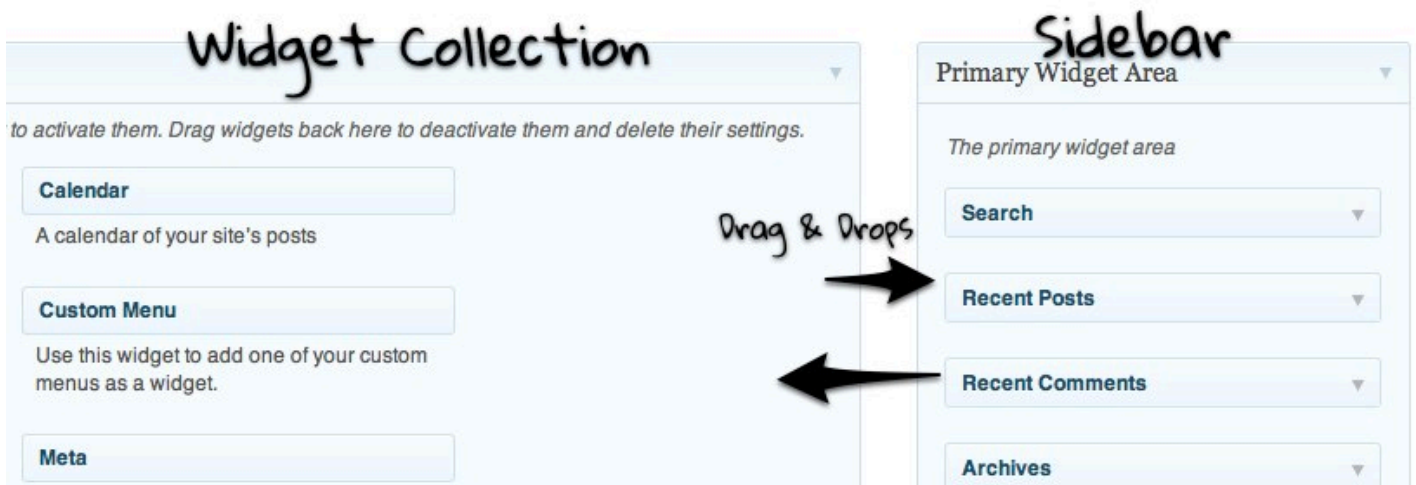 Widget Collection
to activate them. Drag widgets back here to deactivate them and delete their settings.
Calendar
A calendar of your site's posts
Custom Menu
Use this widget to add one of your custom
menus as a widget.
Meta
Drag & Drops
Sidebar
Primary Widget Area
The primary widget area
Search
Recent Posts
Recent Comments
Archives